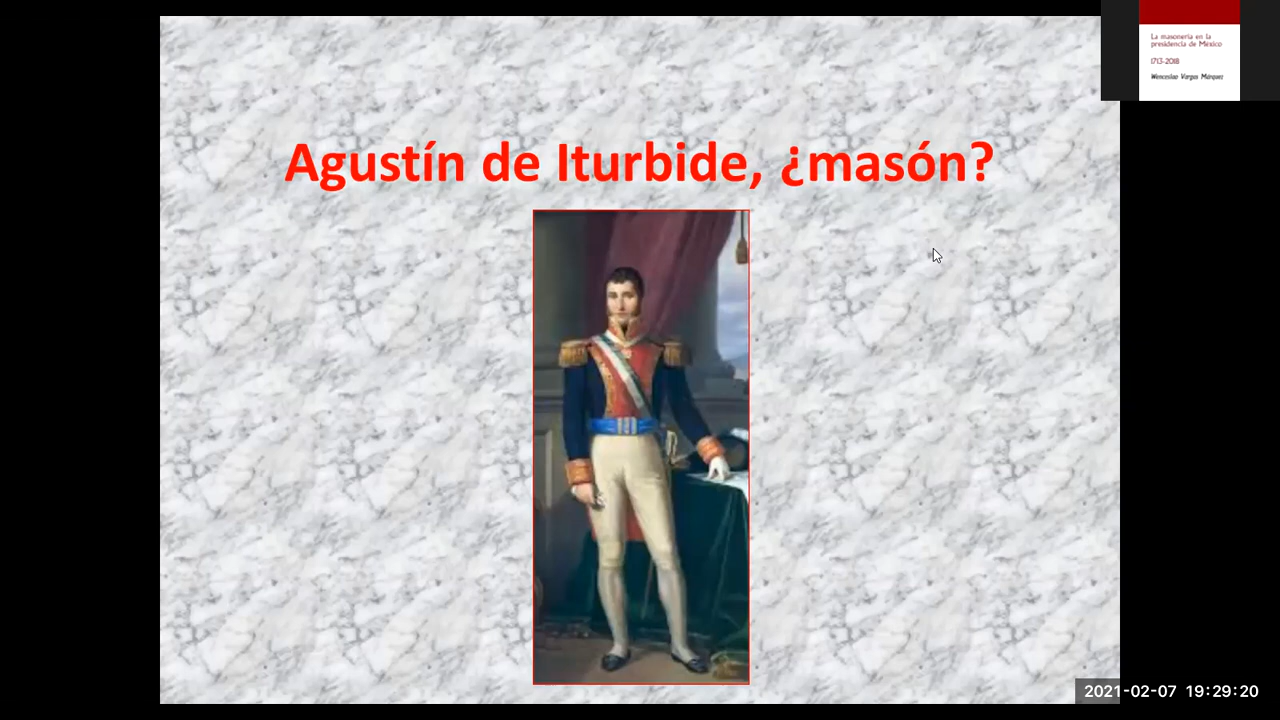 Agustín de Iturbide, ¿masón?
La masonería en la
presidencia de México
1713-2018
Wenceslao Vargas Márquez
2021-02-07 19:29:20